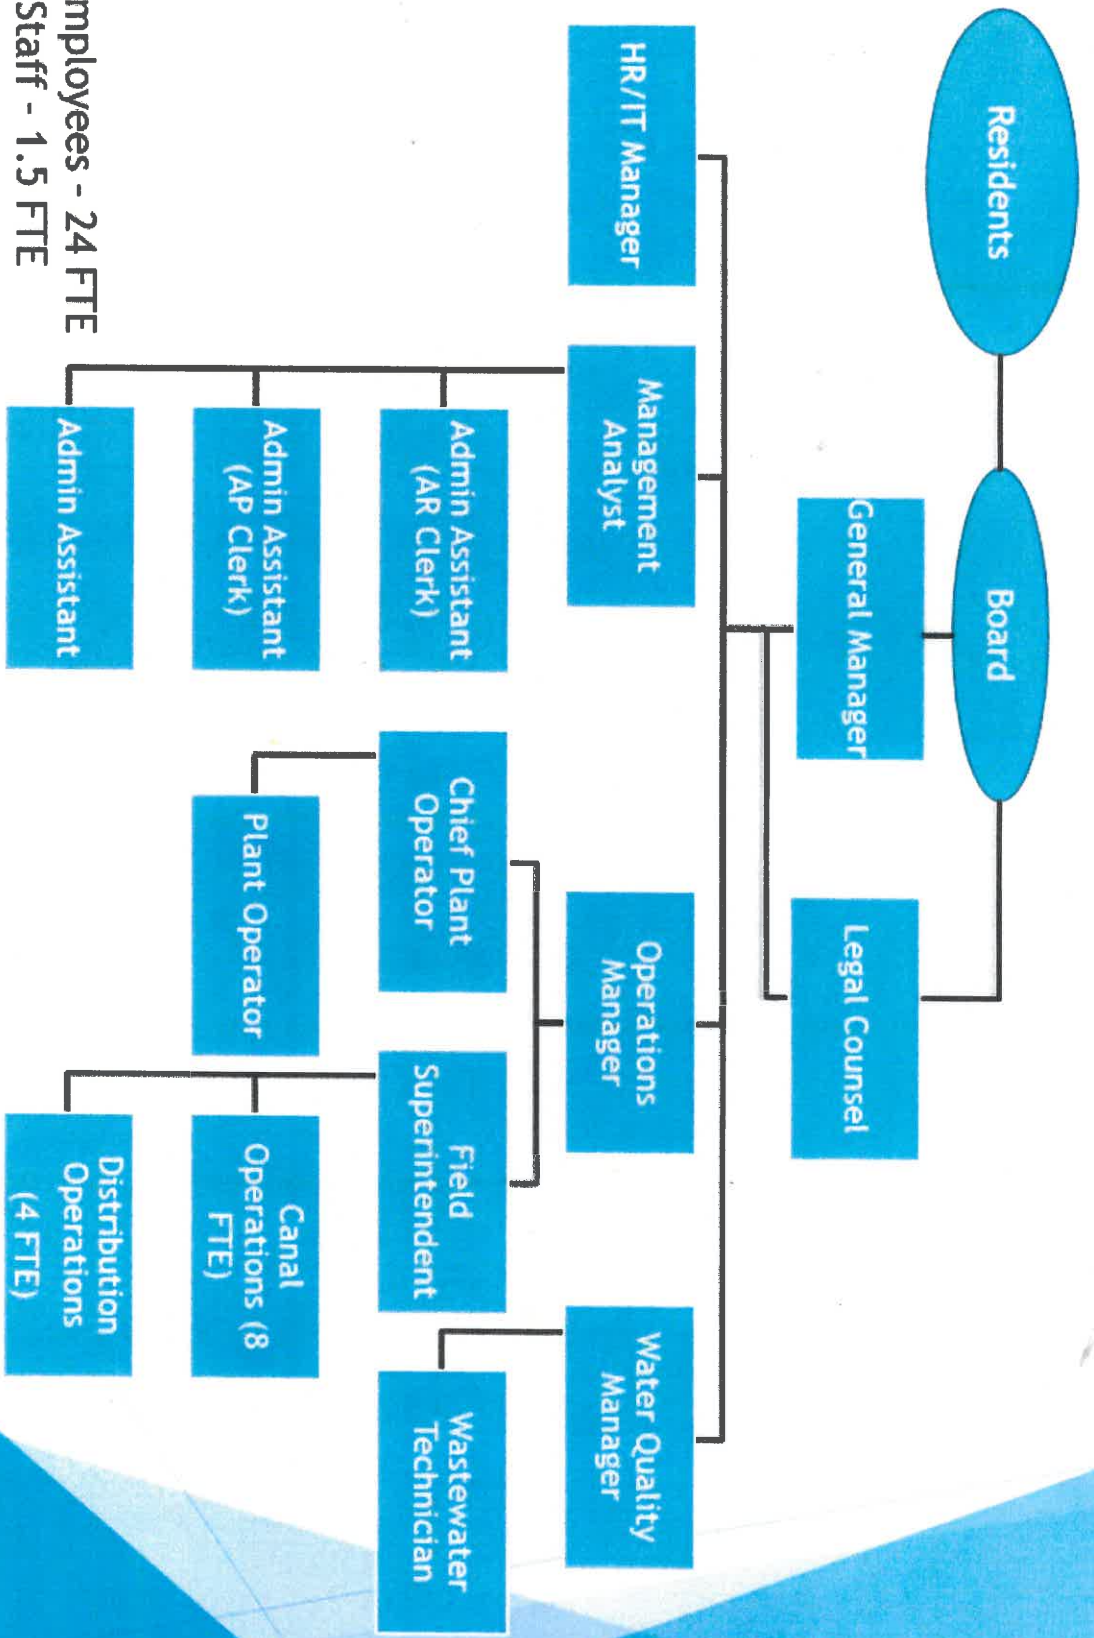 Residents
Board
General Manager
Legal Counsel
HR/IT Manager
Management
Analyst
Operations
Manager
Water Quality
Manager
Admin Assistant
(AR Clerk)
Chief Plant
Operator
Field
Superintendent
Wastewater
Technician
Admin Assistant
(AP Clerk)
Plant Operator
Canal
Operations (8
FTE)
Admin Assistant
Distribution
Operations
(4 FTE)
mployees - 24 FTE
Staff - 1.5 FTE